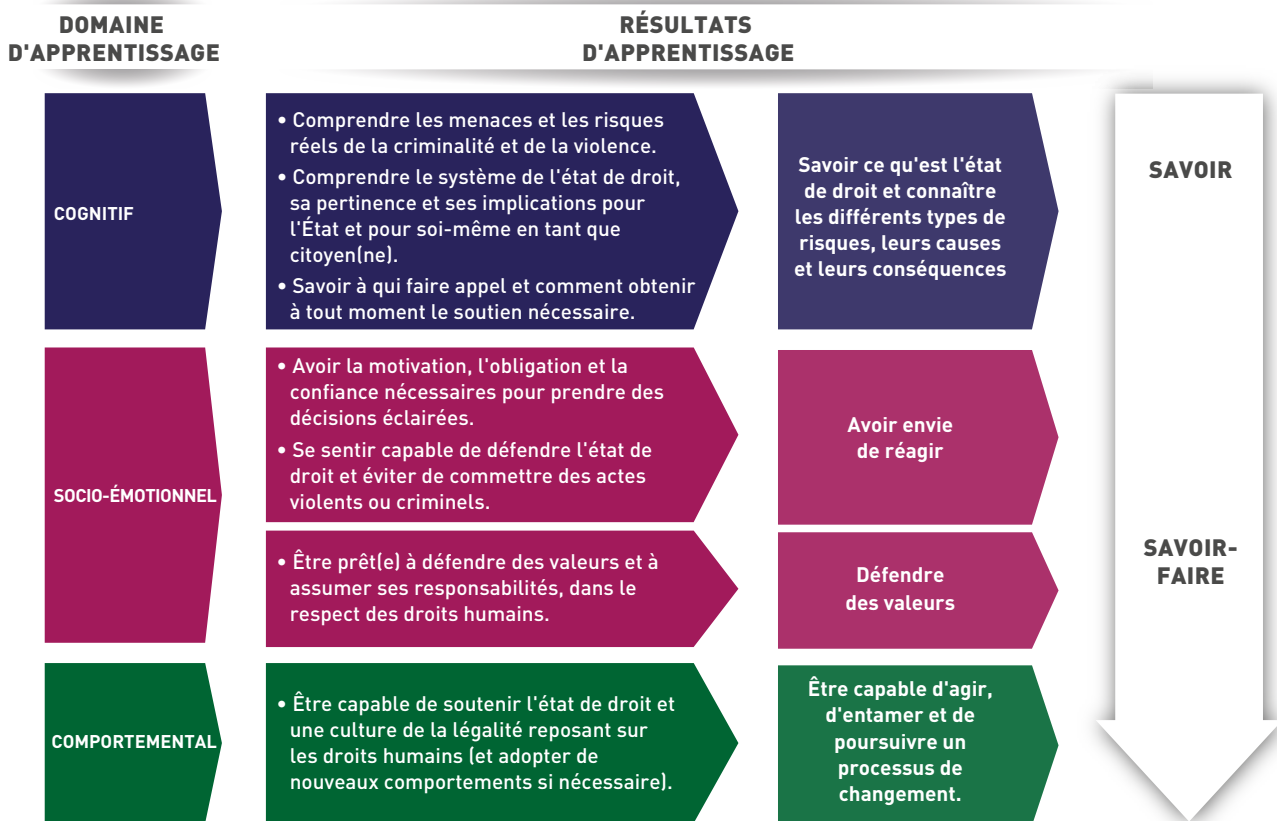 DOMAINE
D'APPRENTISSAGE
RÉSULTATS
D'APPRENTISSAGE
COGNITIF
• Comprendre les menaces et les risques
réels de la criminalité et de la violence.
• Comprendre le système de l'état de droit,
sa pertinence et ses implications pour
l'État et pour soi-même en tant que
citoyen(ne).
• Savoir à qui faire appel et comment obtenir
à tout moment le soutien nécessaire.
Savoir ce qu'est l'état
de droit et connaître
les différents types de
risques, leurs causes
et leurs conséquences
SAVOIR
SOCIO-ÉMOTIONNEL
• Avoir la motivation, l'obligation et la
confiance nécessaires pour prendre des
décisions éclairées.
• Se sentir capable de défendre l'état de
droit et éviter de commettre des actes
violents ou criminels.
Avoir envie
de réagir
• Être prêt(e) à défendre des valeurs et à
assumer ses responsabilités, dans le
respect des droits humains.
Défendre
des valeurs
SAVOIR-
FAIRE
COMPORTEMENTAL
• Être capable de soutenir l'état de droit et
une culture de la légalité reposant sur
les droits humains (et adopter de
nouveaux comportements si nécessaire).
Être capable d'agir,
d'entamer et de
poursuivre un
processus de
changement.